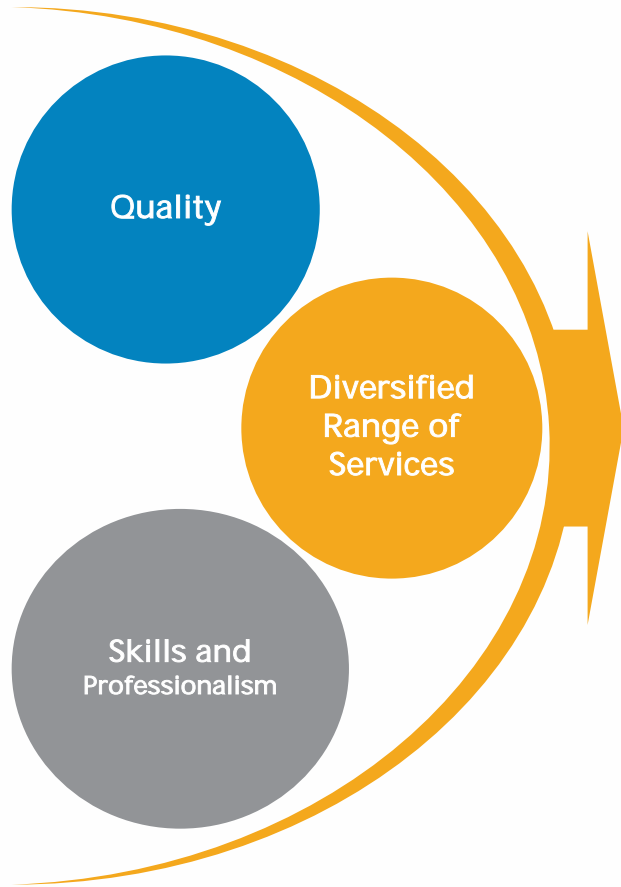 Quality
Diversified
Range of
Services
Skills and
Professionalism